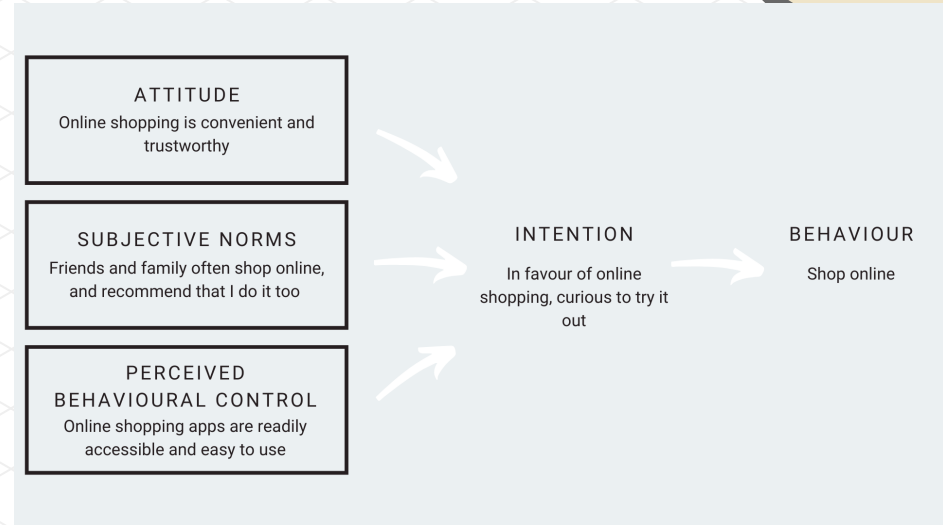 ATTITUDE
Online shopping is convenient and
trustworthy
SUBJECTIVE NORMS
Friends and family often shop online,
and recommend that I do it too
PERCEIVED
BEHAVIOURAL CONTROL
Online shopping apps are readily
accessible and easy to use
INTENTION
In favour of online
shopping, curious to try it
out
BEHAVIOUR
Shop online